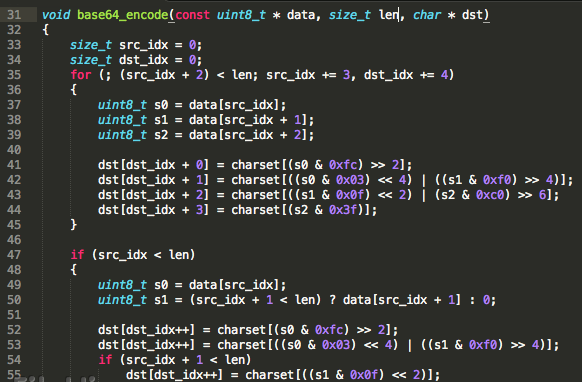 31 void base64_encode(const uint8_t * data, size_t len, char * dst)
32 {
33     size_t src_idx = 0;
34     size_t dst_idx = 0;
35     for (; (src_idx + 2) < len; src_idx += 3, dst_idx += 4)
36     {
37         uint8_t s0 = data[src_idx];
38         uint8_t s1 = data[src_idx + 1];
39         uint8_t s2 = data[src_idx + 2];
40
41         dst[dst_idx + 0] = charset[(s0 & 0xfc) >> 2];
42         dst[dst_idx + 1] = charset[((s0 & 0x03) << 4) | ((s1 & 0xf0) >> 4)];
43         dst[dst_idx + 2] = charset[((s1 & 0x0f) << 2) | (s2 & 0xc0) >> 6];
44         dst[dst_idx + 3] = charset[(s2 & 0x3f)];
45     }
46
47     if (src_idx < len)
48     {
49         uint8_t s0 = data[src_idx];
50         uint8_t s1 = (src_idx + 1 < len) ? data[src_idx + 1] : 0;
51
52         dst[dst_idx++] = charset[(s0 & 0xfc) >> 2];
53         dst[dst_idx++] = charset[((s0 & 0x03) << 4) | ((s1 & 0xf0) >> 4)];
54         if (src_idx + 1 < len)
55             dst[dst_idx++] = charset[((s1 & 0x0f) << 2)];